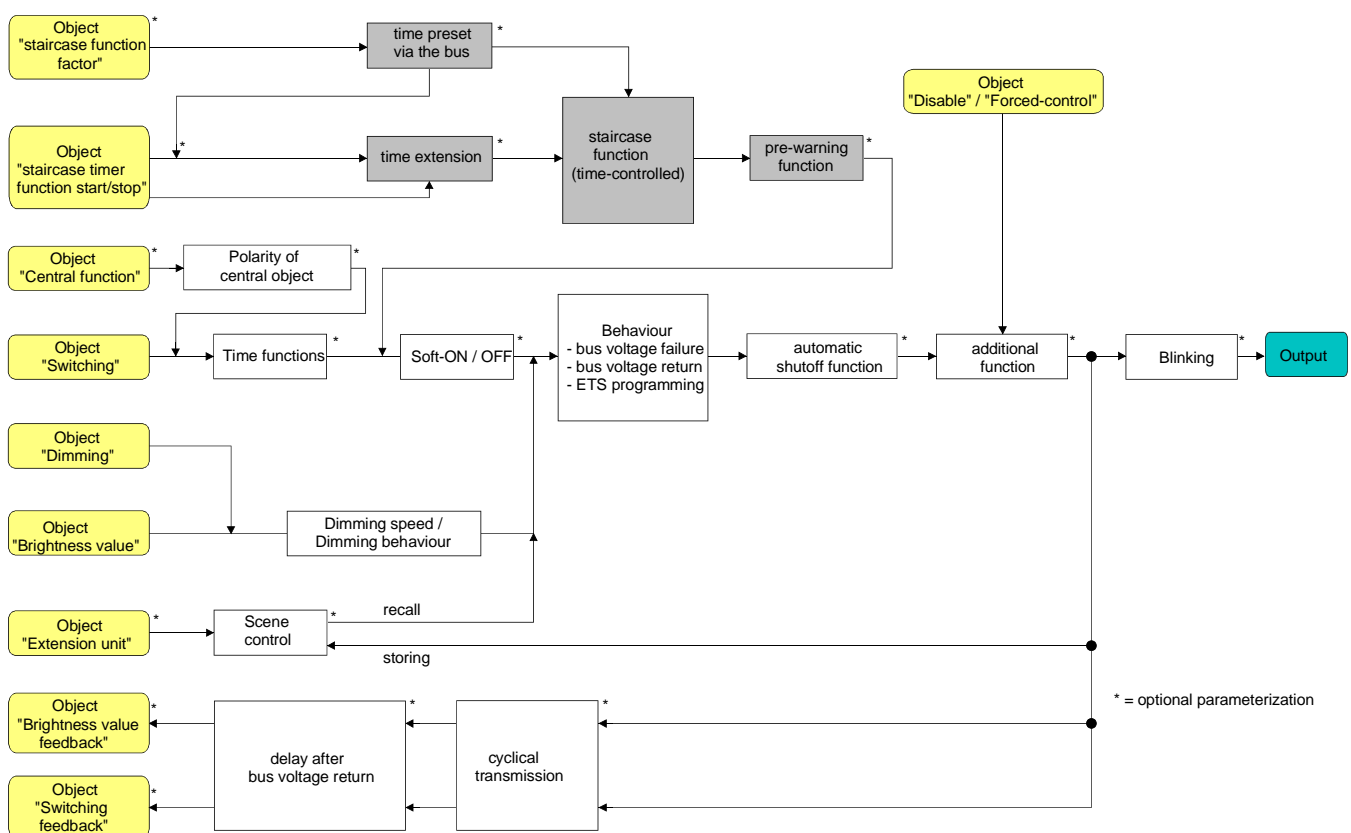 Object
"staircase function
factor"
*
time preset
via the bus
*
Object
"Disable" / "Forced-control"
Object
"staircase timer
function start/stop"
*
time extension
*
staircase
function
(time-controlled)
pre-warning
function
*
Object
"Central function"
*
Polarity of
central object
*
Object
"Switching"
Time functions
*
Soft-ON / OFF
*
Behaviour
- bus voltage failure
- bus voltage return
- ETS programming
automatic
shutoff function
*
additional
function
*
Blinking
*
Output
Object
"Dimming"
Object
"Brightness value"
Dimming speed /
Dimming behaviour
Object
"Extension unit"
*
Scene
control
*
recall
storing
Object
"Brightness value
feedback"
*
Object
"Switching
feedback"
*
delay after
bus voltage return
*
*
cyclical
transmission
*
*
* = optional parameterization